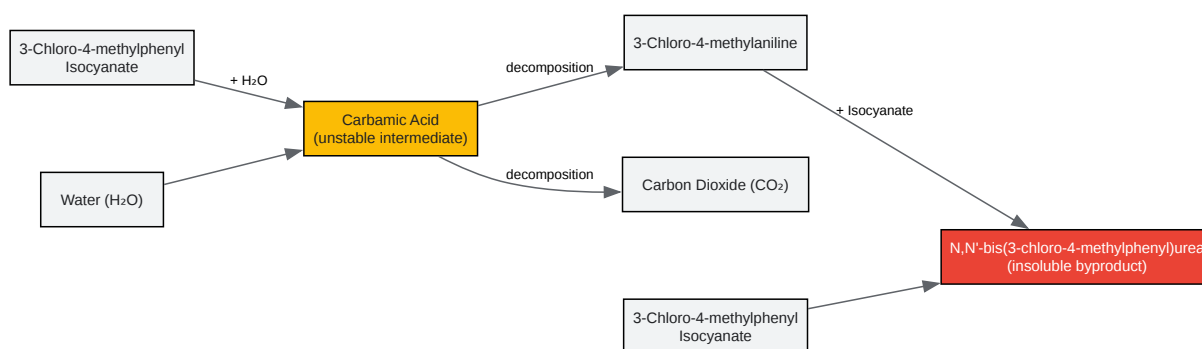 3-Chloro-4-methylphenyl
Isocyanate
+ H₂O
Water (H₂O)
Carbamic Acid
(unstable intermediate)
decomposition
decomposition
3-Chloro-4-methylaniline
Carbon Dioxide (CO₂)
+ Isocyanate
3-Chloro-4-methylphenyl
Isocyanate
N,N'-bis(3-chloro-4-methylphenyl)urea
(insoluble byproduct)